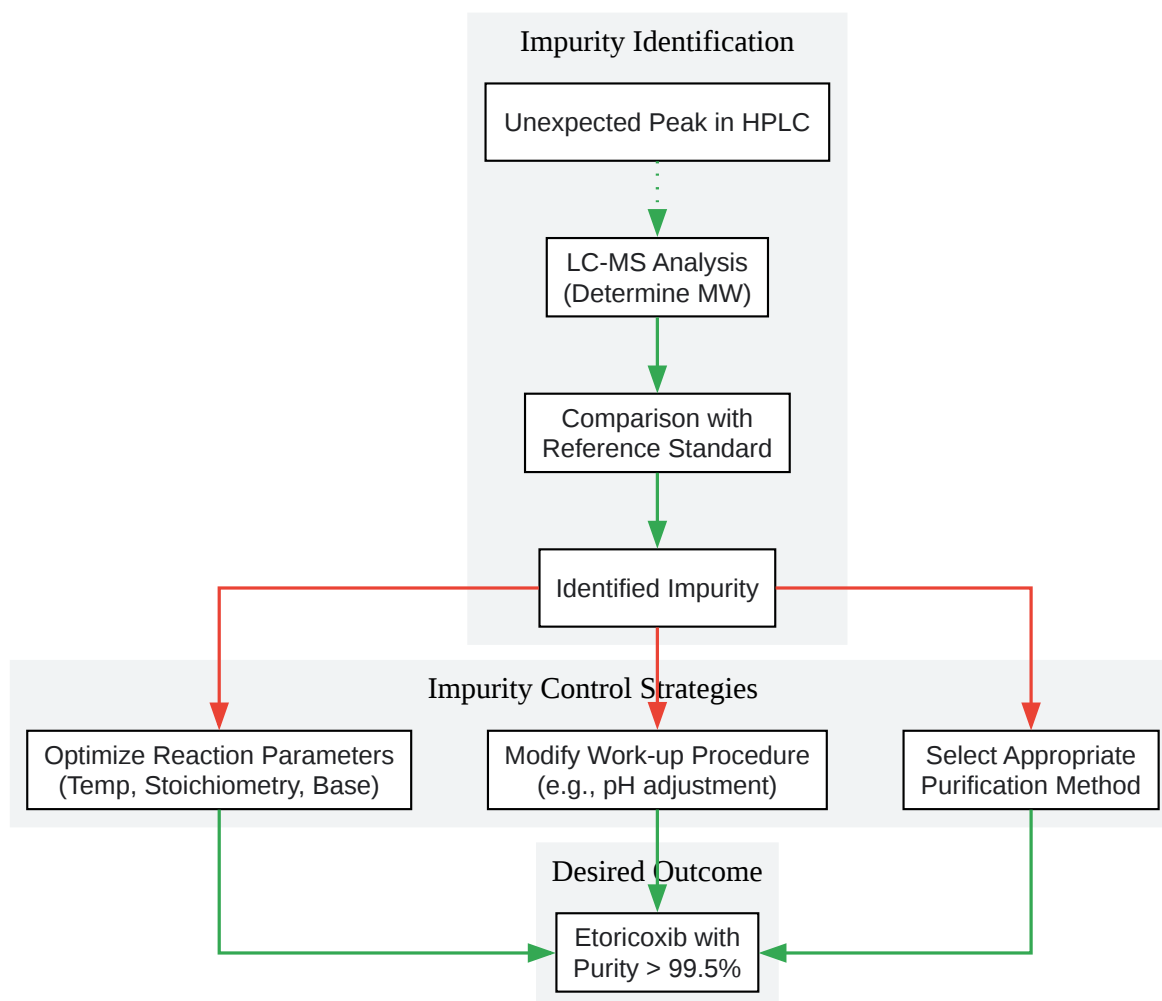 Impurity Identification
Unexpected Peak in HPLC
LC-MS Analysis
(Determine MW)
Comparison with
Reference Standard
Identified Impurity
Impurity Control Strategies
Optimize Reaction Parameters
(Temp, Stoichiometry, Base)
Modify Work-up Procedure
(e.g., pH adjustment)
Select Appropriate
Purification Method
Desired Outcome
Etoricoxib with
Purity > 99.5%